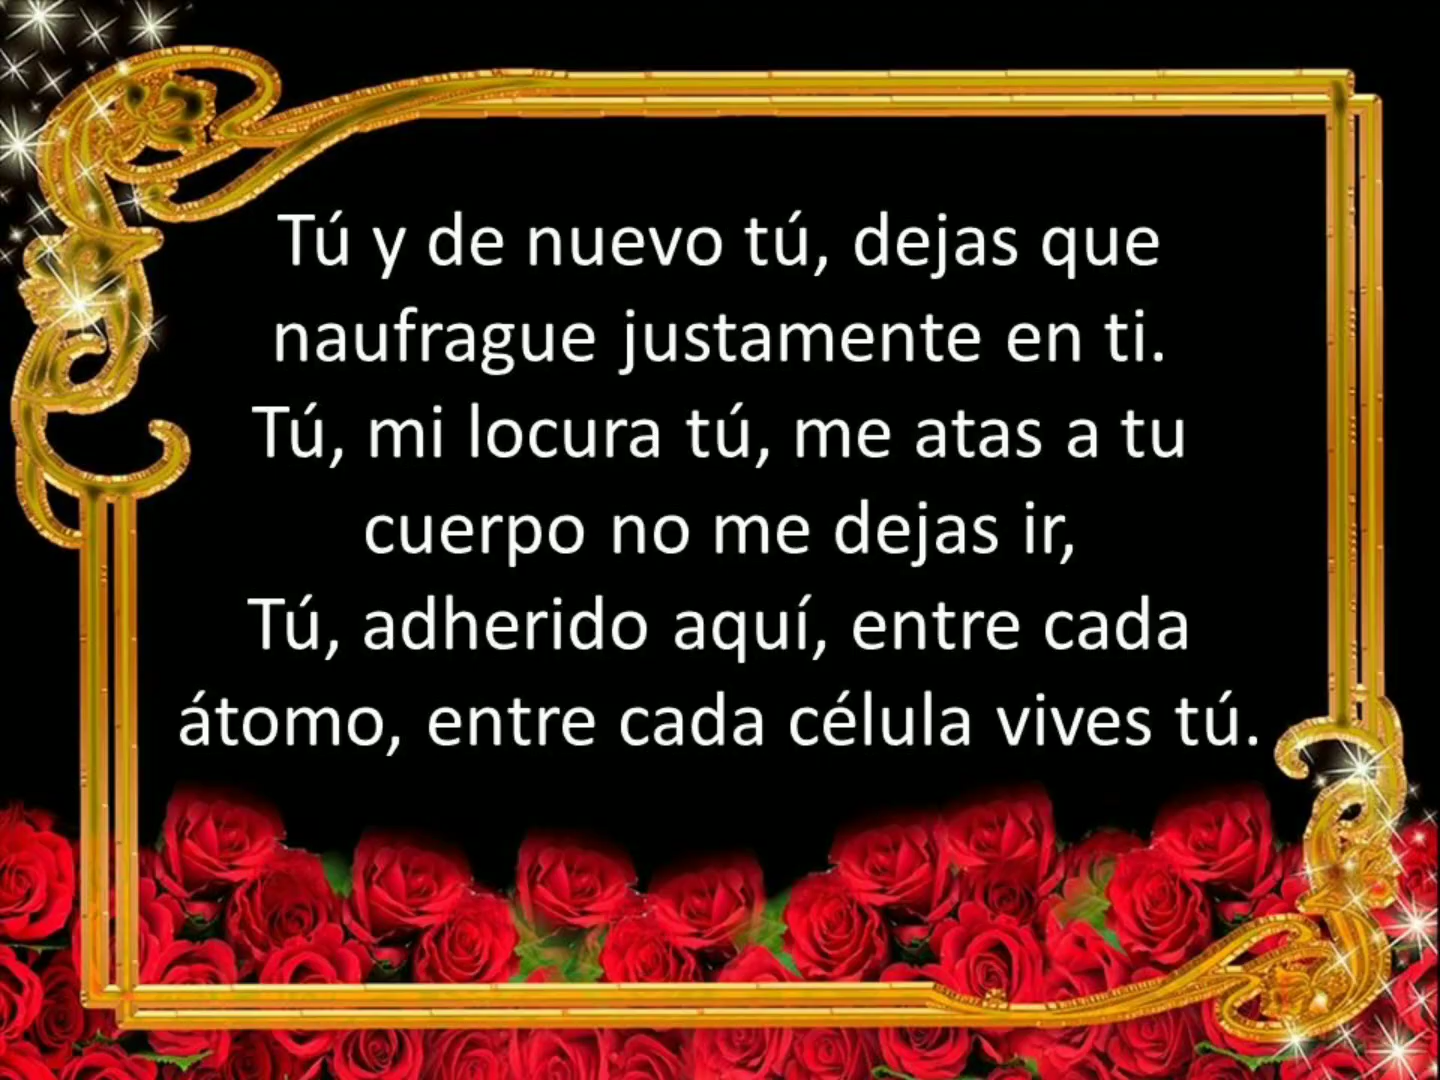 Tú y de nuevo tú, dejas que
naufrague justamente en ti.
Tú, mi locura tú, me atas a tu
cuerpo no me dejas ir,
Tú, adherido aquí, entre cada
átomo, entre cada célula vives tú.